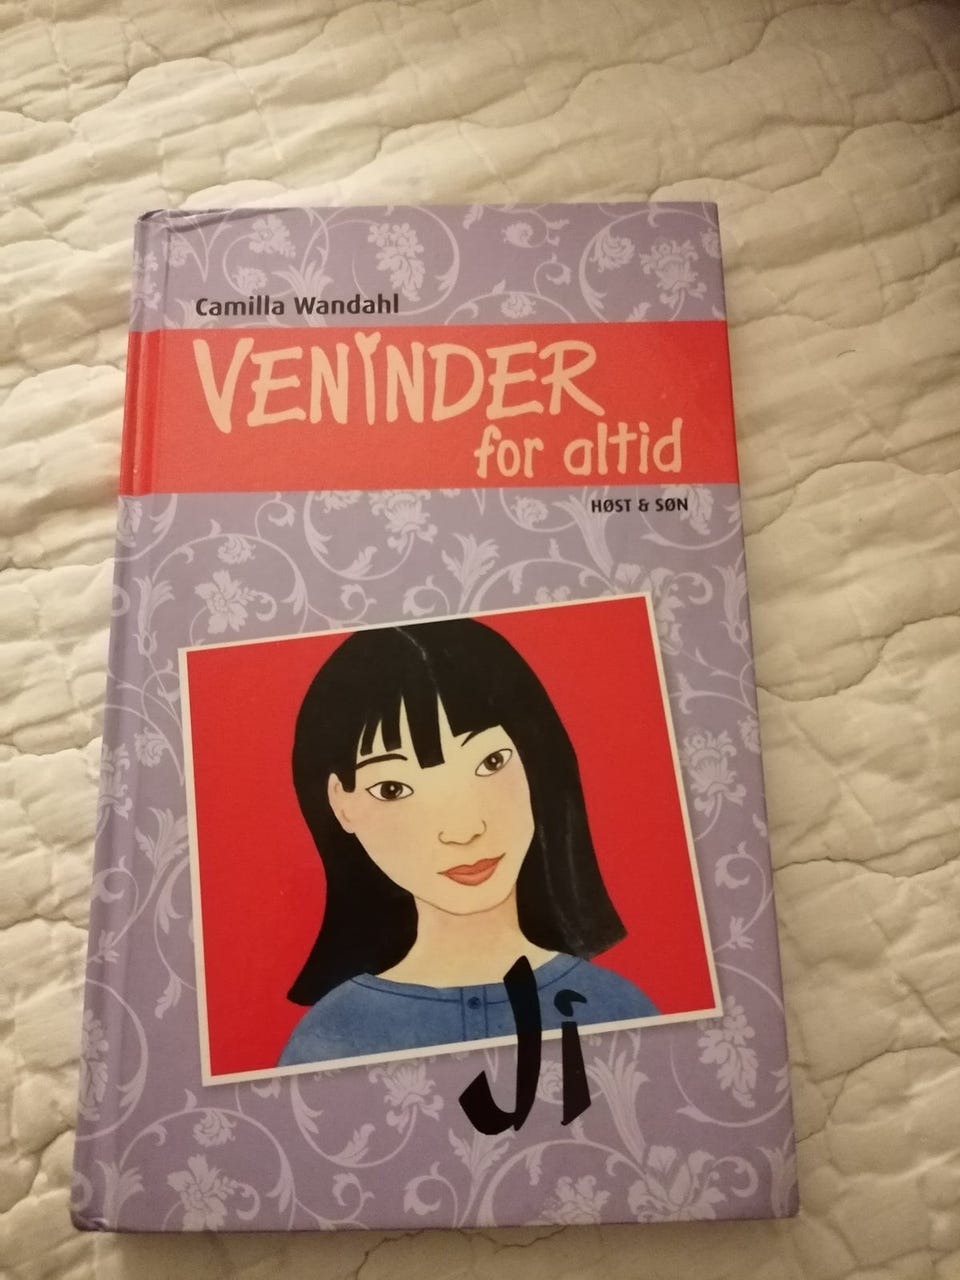 Camilla Wandahl
VENINDER
for altid
HØST & SØN
Ji